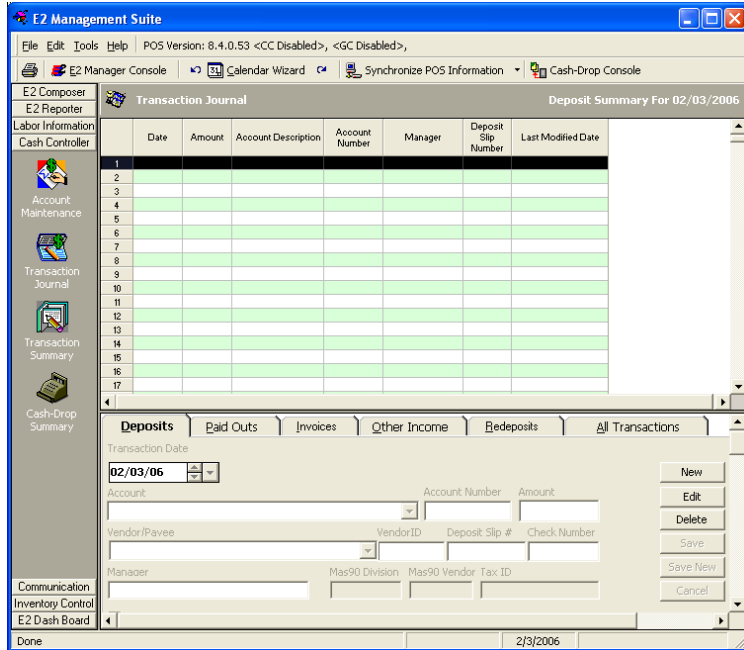 E2 Management Suite
File Edit Tools Help POS Version: 8.4.0.53 <CC Disabled>, <GC Disabled>,
E2 Manager Console 31 Calendar Wizard Synchronize POS Information Cash-Drop Console
E2 Composer
E2 Reporter
Labor Information
Cash Controller
Account
Maintenance
Transaction
Journal
Transaction
Summary
Cash-Drop
Summary
Communication
Inventory Control
E2 Dash Board
Transaction Journal Deposit Summary For 02/03/2006
Date Amount Account Description Account Number Manager Deposit Slip Number Last Modified Date
1
2
3
4
5
6
7
8
9
10
11
12
13
14
15
16
17
Deposits Paid Outs Invoices Other Income Redeposits All Transactions
Transaction Date
02/03/06
Account Account Number Amount
Vendor/Payee VendorID Deposit Slip # Check Number
Manager Mas90 Division Mas90 Vendor Tax ID
New
Edit
Delete
Save
Save New
Cancel
Done 2/3/2006